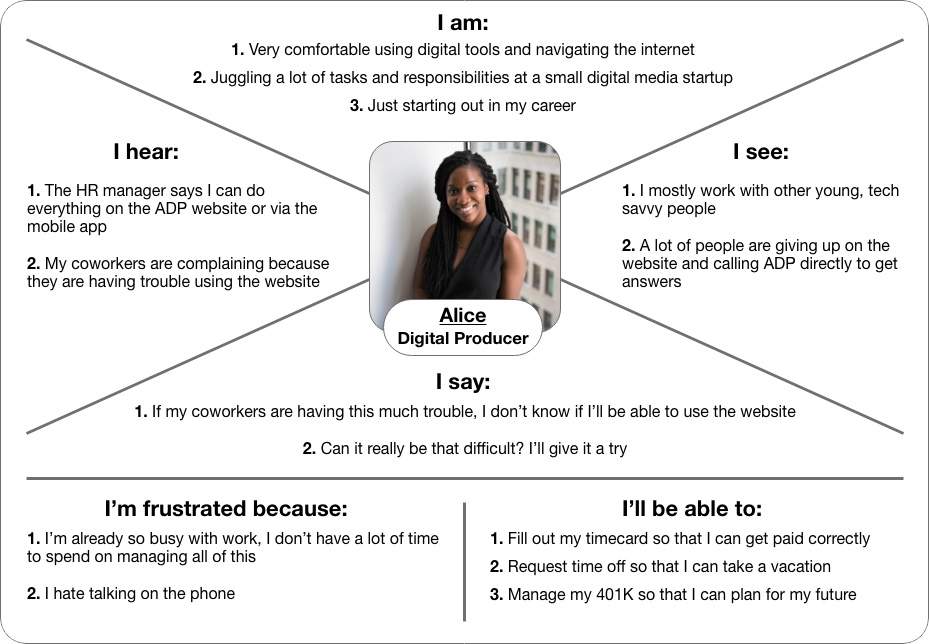 I am:
1. Very comfortable using digital tools and navigating the internet
2. Juggling a lot of tasks and responsibilities at a small digital media startup
3. Just starting out in my career
I hear:
1. The HR manager says I can do
everything on the ADP website or via the
mobile app
2. My coworkers are complaining because
they are having trouble using the website
I see:
1. I mostly work with other young, tech
savvy people
2. A lot of people are giving up on the
website and calling ADP directly to get
answers
Alice
Digital Producer
I say:
1. If my coworkers are having this much trouble, I don’t know if I’ll be able to use the website
2. Can it really be that difficult? I’ll give it a try
I’m frustrated because:
1. I’m already so busy with work, I don’t have a lot of time
to spend on managing all of this
2. I hate talking on the phone
I’ll be able to:
1. Fill out my timecard so that I can get paid correctly
2. Request time off so that I can take a vacation
3. Manage my 401K so that I can plan for my future